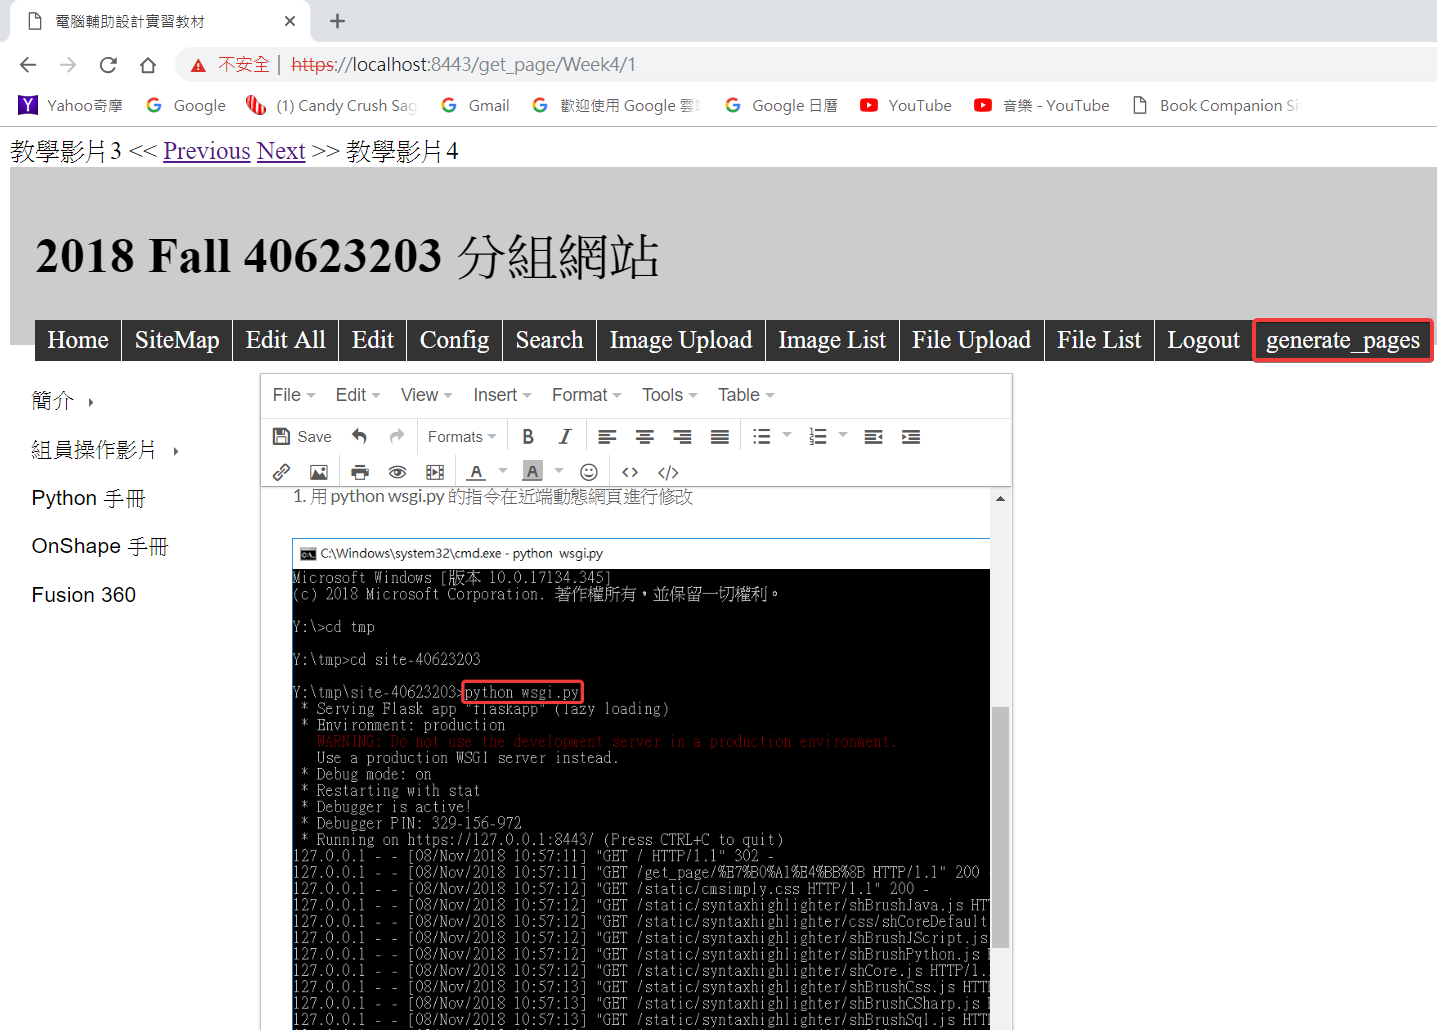 電腦輔助設計實習教材
不安全 | https://localhost:8443/get_page/Week4/1
Yahoo奇摩 Google (1) Candy Crush Sag Gmail 歡迎使用 Google 雲 Google 日曆 YouTube 音樂 - YouTube Book Companion Si
教學影片3 << Previous Next >> 教學影片4
2018 Fall 40623203 分組網站
Home SiteMap Edit All Edit Config Search Image Upload Image List File Upload File List Logout generate_pages
簡介
組員操作影片
Python 手冊
OnShape 手冊
Fusion 360
File Edit View Insert Format Tools Table
Save Formats B I
A A
1. 用 python wsgi.py 的指令在近端動態網頁進行修改
C:\Windows\system32\cmd.exe - python  wsgi.py
Microsoft Windows [版本 10.0.17134.345]
(c) 2018 Microsoft Corporation. 著作權所有，並保留一切權利。
Y:\>cd tmp
Y:\tmp>cd site-40623203
Y:\tmp\site-40623203>python wsgi.py
* Serving Flask app "flaskapp" (lazy loading)
* Environment: production
WARNING: Do not use the development server in a production environment.
Use a production WSGI server instead.
* Debug mode: on
* Restarting with stat
* Debugger is active!
* Debugger PIN: 329-156-972
* Running on https://127.0.0.1:8443/ (Press CTRL+C to quit)
127.0.0.1 - - [08/Nov/2018 10:57:11] "GET / HTTP/1.1" 302 -
127.0.0.1 - - [08/Nov/2018 10:57:11] "GET /get_page/%E7%B0%A1%E4%BB%8B HTTP/1.1" 200 -
127.0.0.1 - - [08/Nov/2018 10:57:12] "GET /static/cmsimply.css HTTP/1.1" 200 -
127.0.0.1 - - [08/Nov/2018 10:57:12] "GET /static/syntaxhighlighter/shBrushJava.js HTT
127.0.0.1 - - [08/Nov/2018 10:57:12] "GET /static/syntaxhighlighter/css/shCoreDefault
127.0.0.1 - - [08/Nov/2018 10:57:12] "GET /static/syntaxhighlighter/shBrushJScript.js
127.0.0.1 - - [08/Nov/2018 10:57:12] "GET /static/syntaxhighlighter/shBrushPython.js H
127.0.0.1 - - [08/Nov/2018 10:57:12] "GET /static/syntaxhighlighter/shCore.js HTTP/1.
127.0.0.1 - - [08/Nov/2018 10:57:13] "GET /static/syntaxhighlighter/shBrushCss.js HTTP
127.0.0.1 - - [08/Nov/2018 10:57:13] "GET /static/syntaxhighlighter/shBrushCSharp.js H
127.0.0.1 - - [08/Nov/2018 10:57:13] "GET /static/syntaxhighlighter/shBrushSql.js HTTP